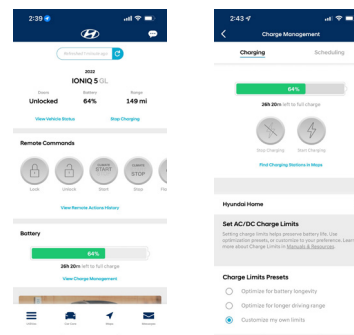 2:39
2022
IONIQ 5 GL
Doors
Battery
Range
Unlocked
64%
149 mi
View Vehicle Status
Stop Charging
Remote Commands
START
STOP
Lock
Unlock
Start
Stop
View Remote Actions History
Battery
64%
26h 20m left to full charge
View Charge Management
2:43
Charge Management
Charging
Scheduling
64%
26h 20m left to full charge
Stop Charging
Start Charging
Find Charging Stations in Maps
Hyundai Home
Set AC/DC Charge Limits
Setting charge limits helps preserve battery life. Use
optimization presets, or customize to your preference. Learn
more about Charge Limits in Manuals & Resources.
Charge Limits Presets
Optimize for battery longevity
Optimize for longer driving range
Customize my own limits